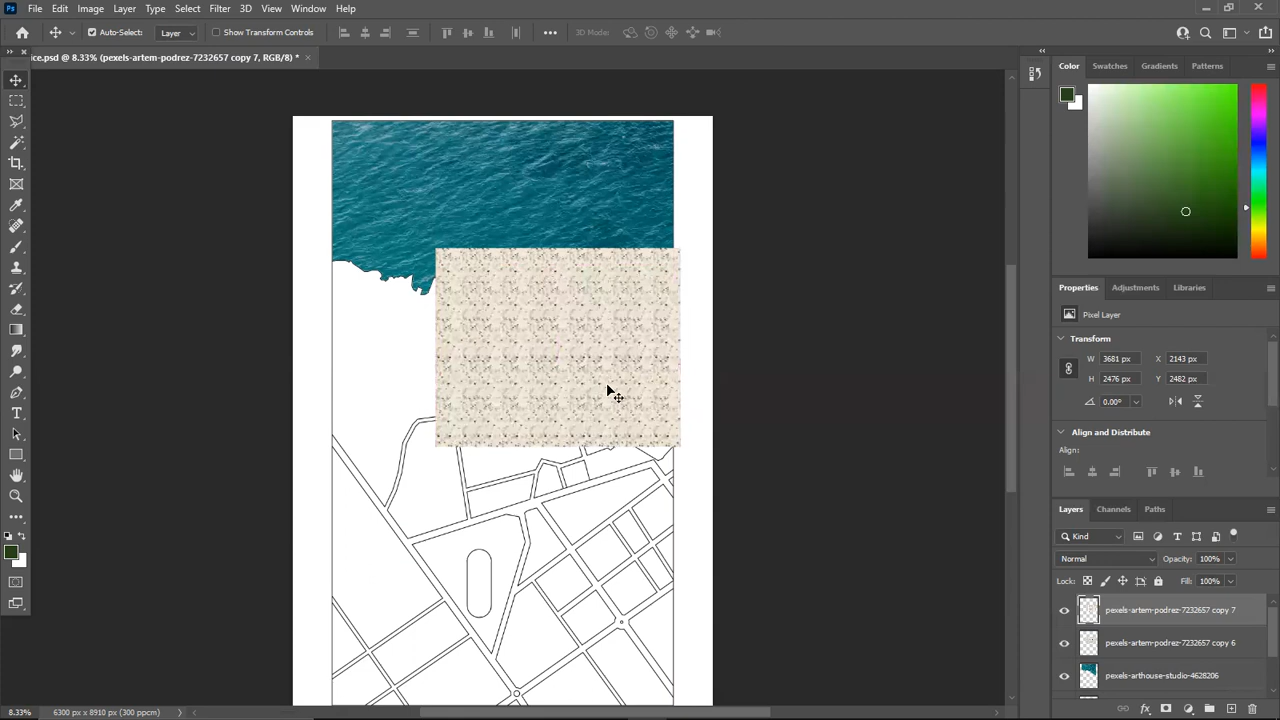 Ps File Edit Image Layer Type Select Filter 3D View Window Help
Auto-Select: Layer Show Transform Controls 3D Mode:
ice.psd @ 8.33% (pexels-artem-podrez-7232657 copy 7, RGB/8) *
Color Swatches Gradients Patterns
Properties Adjustments Libraries
Pixel Layer
Transform
W 3681 px X 2143 px
H 2476 px Y 2482 px
0.00°
Align and Distribute
Align:
Layers Channels Paths
Kind
Normal Opacity: 100%
Lock: Fill: 100%
pexels-artem-podrez-7232657 copy 7
pexels-artem-podrez-7232657 copy 6
pexels-arthouse-studio-4628206
8.33% 6300 px x 8910 px (300 ppcm)